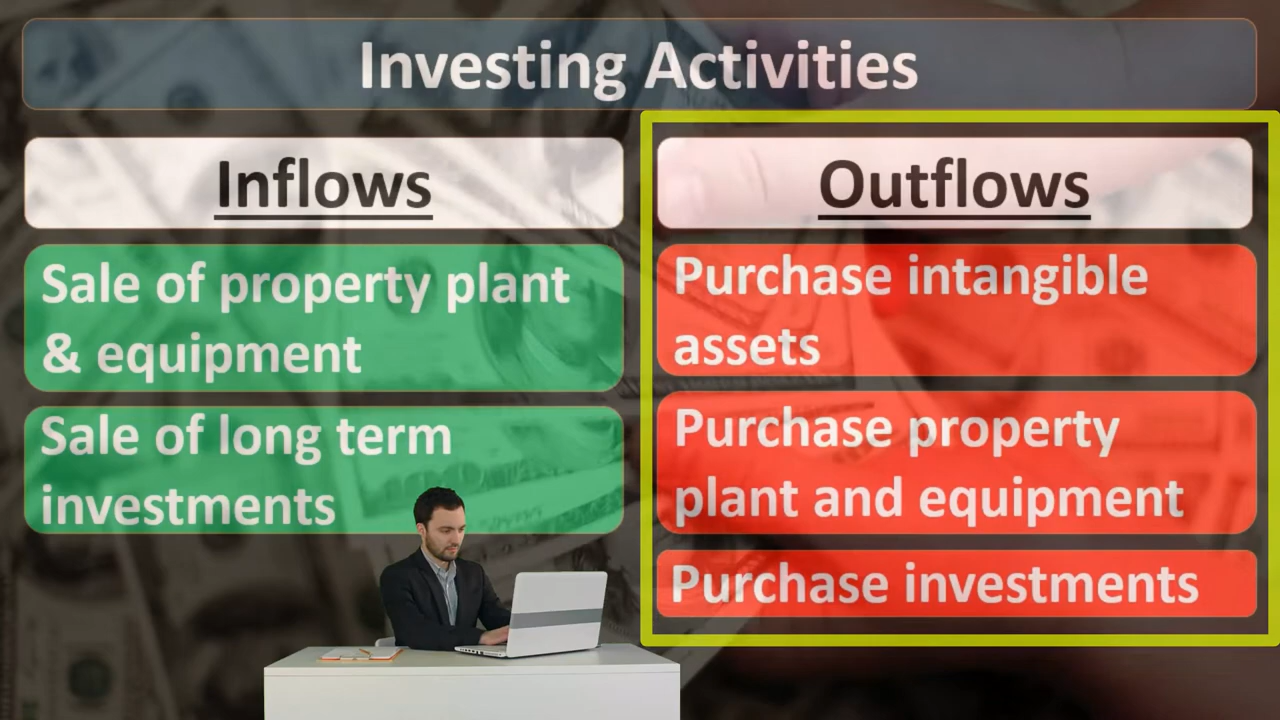 Investing Activities
Inflows
Sale of property plant
& equipment
Sale of long term
investments
Outflows
Purchase intangible
assets
Purchase property
plant and equipment
Purchase investments